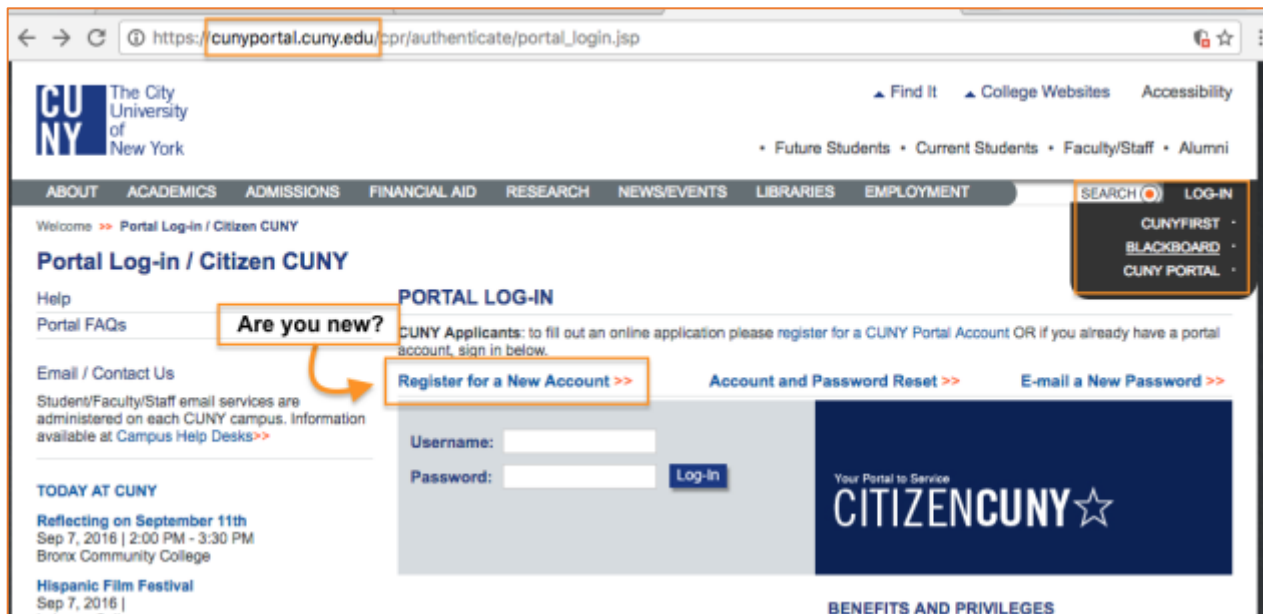 https://cunyportal.cuny.edu/cpr/authenticate/portal_login.jsp
CU
NY
The City
University
of
New York
Find It
College Websites
Accessibility
• Future Students • Current Students • Faculty/Staff • Alumni
ABOUT ACADEMICS ADMISSIONS FINANCIAL AID RESEARCH NEWS/EVENTS LIBRARIES EMPLOYMENT
SEARCH LOG-IN
CUNYFIRST
BLACKBOARD
CUNY PORTAL
Welcome >> Portal Log-in / Citizen CUNY
Portal Log-in / Citizen CUNY
Help
Portal FAQs
Are you new?
Email / Contact Us
Student/Faculty/Staff email services are
administered on each CUNY campus. Information
available at Campus Help Desks>>
TODAY AT CUNY
Reflecting on September 11th
Sep 7, 2016 | 2:00 PM - 3:30 PM
Bronx Community College
Hispanic Film Festival
Sep 7, 2016 |
PORTAL LOG-IN
CUNY Applicants: to fill out an online application please register for a CUNY Portal Account OR if you already have a portal
account, sign in below.
Register for a New Account >> Account and Password Reset >> E-mail a New Password >>
Username:
Password:
Log-In
Your Portal to Service
CITIZENCUNY
BENEFITS AND PRIVILEGES